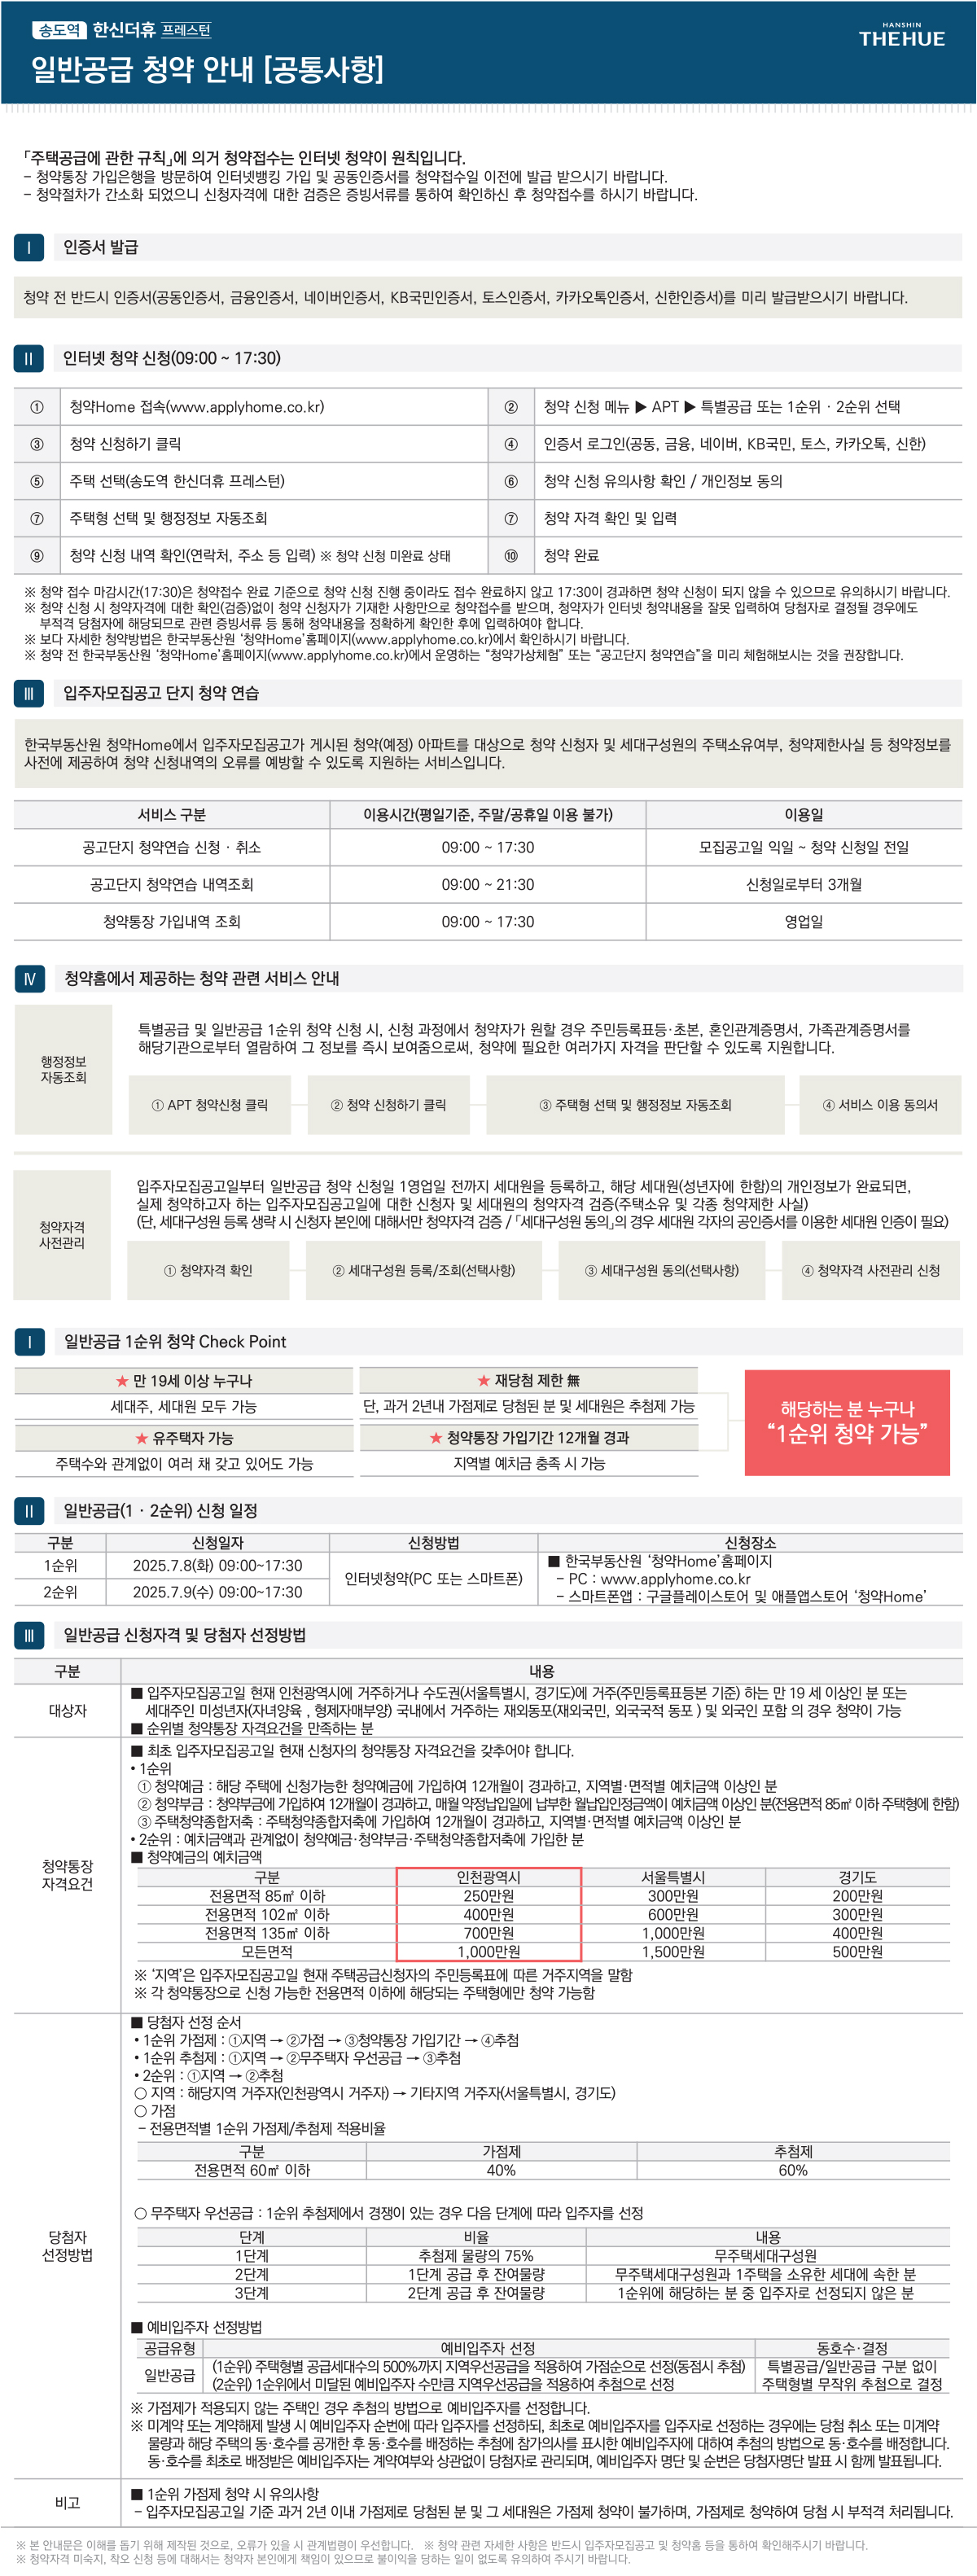 송도역 한신더휴 프레스턴
HANSHIN
THEHUE
일반공급 청약 안내 [공통사항]
「주택공급에 관한 규칙」에 의거 청약접수는 인터넷 청약이 원칙입니다.
- 청약통장 가입은행을 방문하여 인터넷뱅킹 가입 및 공동인증서를 청약접수일 이전에 발급 받으시기 바랍니다.
- 청약절차가 간소화 되었으니 신청자격에 대한 검증은 증빙서류를 통하여 확인하신 후 청약접수를 하시기 바랍니다.
Ⅰ 인증서 발급
청약 전 반드시 인증서(공동인증서, 금융인증서, 네이버인증서, KB국민인증서, 토스인증서, 카카오톡인증서, 신한인증서)를 미리 발급받으시기 바랍니다.
Ⅱ 인터넷 청약 신청(09:00 ~ 17:30)
① 청약Home 접속(www.applyhome.co.kr) ② 청약 신청 메뉴 ▶ APT ▶ 특별공급 또는 1순위 · 2순위 선택
③ 청약 신청하기 클릭 ④ 인증서 로그인(공동, 금융, 네이버, KB국민, 토스, 카카오톡, 신한)
⑤ 주택 선택(송도역 한신더휴 프레스턴) ⑥ 청약 신청 유의사항 확인 / 개인정보 동의
⑦ 주택형 선택 및 행정정보 자동조회 ⑦ 청약 자격 확인 및 입력
⑨ 청약 신청 내역 확인(연락처, 주소 등 입력) ※ 청약 신청 미완료 상태 ⑩ 청약 완료
※ 청약 접수 마감시간(17:30)은 청약접수 완료 기준으로 청약 신청 진행 중이라도 접수 완료하지 않고 17:30이 경과하면 청약 신청이 되지 않을 수 있으므로 유의하시기 바랍니다.
※ 청약 신청 시 청약자격에 대한 확인(검증)없이 청약 신청자가 기재한 사항만으로 청약접수를 받으며, 청약자가 인터넷 청약내용을 잘못 입력하여 당첨자로 결정될 경우에도
부적격 당첨자에 해당되므로 관련 증빙서류 등 통해 청약내용을 정확하게 확인한 후에 입력하여야 합니다.
※ 보다 자세한 청약방법은 한국부동산원 ‘청약Home’홈페이지(www.applyhome.co.kr)에서 확인하시기 바랍니다.
※ 청약 전 한국부동산원 ‘청약Home’홈페이지(www.applyhome.co.kr)에서 운영하는 “청약가상체험” 또는 “공고단지 청약연습”을 미리 체험해보시는 것을 권장합니다.
Ⅲ 입주자모집공고 단지 청약 연습
한국부동산원 청약Home에서 입주자모집공고가 게시된 청약(예정) 아파트를 대상으로 청약 신청자 및 세대구성원의 주택소유여부, 청약제한사실 등 청약정보를
사전에 제공하여 청약 신청내역의 오류를 예방할 수 있도록 지원하는 서비스입니다.
서비스 구분 이용시간(평일기준, 주말/공휴일 이용 불가) 이용일
공고단지 청약연습 신청 · 취소 09:00 ~ 17:30 모집공고일 익일 ~ 청약 신청일 전일
공고단지 청약연습 내역조회 09:00 ~ 21:30 신청일로부터 3개월
청약통장 가입내역 조회 09:00 ~ 17:30 영업일
Ⅳ 청약홈에서 제공하는 청약 관련 서비스 안내
행정정보
자동조회
특별공급 및 일반공급 1순위 청약 신청 시, 신청 과정에서 청약자가 원할 경우 주민등록표등·초본, 혼인관계증명서, 가족관계증명서를
해당기관으로부터 열람하여 그 정보를 즉시 보여줌으로써, 청약에 필요한 여러가지 자격을 판단할 수 있도록 지원합니다.
① APT 청약신청 클릭 ② 청약 신청하기 클릭 ③ 주택형 선택 및 행정정보 자동조회 ④ 서비스 이용 동의서
청약자격
사전관리
입주자모집공고일부터 일반공급 청약 신청일 1영업일 전까지 세대원을 등록하고, 해당 세대원(성년자에 한함)의 개인정보가 완료되면,
실제 청약하고자 하는 입주자모집공고일에 대한 신청자 및 세대원의 청약자격 검증(주택소유 및 각종 청약제한 사실)
(단, 세대구성원 등록 생략 시 신청자 본인에 대해서만 청약자격 검증 / 「세대구성원 동의」의 경우 세대원 각자의 공인증서를 이용한 세대원 인증이 필요)
① 청약자격 확인 ② 세대구성원 등록/조회(선택사항) ③ 세대구성원 동의(선택사항) ④ 청약자격 사전관리 신청
Ⅰ 일반공급 1순위 청약 Check Point
★ 만 19세 이상 누구나 ★ 재당첨 제한 無
세대주, 세대원 모두 가능 단, 과거 2년내 가점제로 당첨된 분 및 세대원은 추첨제 가능
★ 유주택자 가능 ★ 청약통장 가입기간 12개월 경과
주택수와 관계없이 여러 채 갖고 있어도 가능 지역별 예치금 충족 시 가능
해당하는 분 누구나
“1순위 청약 가능”
Ⅱ 일반공급(1 · 2순위) 신청 일정
구분 신청일자 신청방법 신청장소
1순위 2025.7.8(화) 09:00~17:30
2순위 2025.7.9(수) 09:00~17:30
인터넷청약(PC 또는 스마트폰)
■ 한국부동산원 ‘청약Home’홈페이지
- PC : www.applyhome.co.kr
- 스마트폰앱 : 구글플레이스토어 및 애플앱스토어 ‘청약Home’
Ⅲ 일반공급 신청자격 및 당첨자 선정방법
구분 내용
대상자
■ 입주자모집공고일 현재 인천광역시에 거주하거나 수도권(서울특별시, 경기도)에 거주(주민등록표등본 기준) 하는 만 19 세 이상인 분 또는
세대주인 미성년자(자녀양육 , 형제자매부양) 국내에서 거주하는 재외동포(재외국민, 외국국적 동포 ) 및 외국인 포함 의 경우 청약이 가능
■ 순위별 청약통장 자격요건을 만족하는 분
청약통장
자격요건
■ 최초 입주자모집공고일 현재 신청자의 청약통장 자격요건을 갖추어야 합니다.
• 1순위
① 청약예금 : 해당 주택에 신청가능한 청약예금에 가입하여 12개월이 경과하고, 지역별·면적별 예치금액 이상인 분
② 청약부금 : 청약부금에 가입하여 12개월이 경과하고, 매월 약정납입일에 납부한 월납입인정금액이 예치금액 이상인 분(전용면적 85㎡ 이하 주택형에 한함)
③ 주택청약종합저축 : 주택청약종합저축에 가입하여 12개월이 경과하고, 지역별·면적별 예치금액 이상인 분
• 2순위 : 예치금액과 관계없이 청약예금·청약부금·주택청약종합저축에 가입한 분
■ 청약예금의 예치금액
구분 인천광역시 서울특별시 경기도
전용면적 85㎡ 이하 250만원 300만원 200만원
전용면적 102㎡ 이하 400만원 600만원 300만원
전용면적 135㎡ 이하 700만원 1,000만원 400만원
모든면적 1,000만원 1,500만원 500만원
※ ‘지역’은 입주자모집공고일 현재 주택공급신청자의 주민등록표에 따른 거주지역을 말함
※ 각 청약통장으로 신청 가능한 전용면적 이하에 해당되는 주택형에만 청약 가능함
당첨자
선정방법
■ 당첨자 선정 순서
• 1순위 가점제 : ①지역 → ②가점 → ③청약통장 가입기간 → ④추첨
• 1순위 추첨제 : ①지역 → ②무주택자 우선공급 → ③추첨
• 2순위 : ①지역 → ②추첨
○ 지역 : 해당지역 거주자(인천광역시 거주자) → 기타지역 거주자(서울특별시, 경기도)
○ 가점
- 전용면적별 1순위 가점제/추첨제 적용비율
구분 가점제 추첨제
전용면적 60㎡ 이하 40% 60%
○ 무주택자 우선공급 : 1순위 추첨제에서 경쟁이 있는 경우 다음 단계에 따라 입주자를 선정
단계 비율 내용
1단계 추첨제 물량의 75% 무주택세대구성원
2단계 1단계 공급 후 잔여물량 무주택세대구성원과 1주택을 소유한 세대에 속한 분
3단계 2단계 공급 후 잔여물량 1순위에 해당하는 분 중 입주자로 선정되지 않은 분
■ 예비입주자 선정방법
공급유형 예비입주자 선정 동호수·결정
일반공급
(1순위) 주택형별 공급세대수의 500%까지 지역우선공급을 적용하여 가점순으로 선정(동점시 추첨)
(2순위) 1순위에서 미달된 예비입주자 수만큼 지역우선공급을 적용하여 추첨으로 선정
특별공급/일반공급 구분 없이
주택형별 무작위 추첨으로 결정
※ 가점제가 적용되지 않는 주택인 경우 추첨의 방법으로 예비입주자를 선정합니다.
※ 미계약 또는 계약해제 발생 시 예비입주자 순번에 따라 입주자를 선정하되, 최초로 예비입주자를 입주자로 선정하는 경우에는 당첨 취소 또는 미계약
물량과 해당 주택의 동·호수를 공개한 후 동·호수를 배정하는 추첨에 참가의사를 표시한 예비입주자에 대하여 추첨의 방법으로 동·호수를 배정합니다.
동·호수를 최초로 배정받은 예비입주자는 계약여부와 상관없이 당첨자로 관리되며, 예비입주자 명단 및 순번은 당첨자명단 발표 시 함께 발표됩니다.
비고
■ 1순위 가점제 청약 시 유의사항
- 입주자모집공고일 기준 과거 2년 이내 가점제로 당첨된 분 및 그 세대원은 가점제 청약이 불가하며, 가점제로 청약하여 당첨 시 부적격 처리됩니다.
※ 본 안내문은 이해를 돕기 위해 제작된 것으로, 오류가 있을 시 관계법령이 우선합니다. ※ 청약 관련 자세한 사항은 반드시 입주자모집공고 및 청약홈 등을 통하여 확인해주시기 바랍니다.
※ 청약자격 미숙지, 착오 신청 등에 대해서는 청약자 본인에게 책임이 있으므로 불이익을 당하는 일이 없도록 유의하여 주시기 바랍니다.